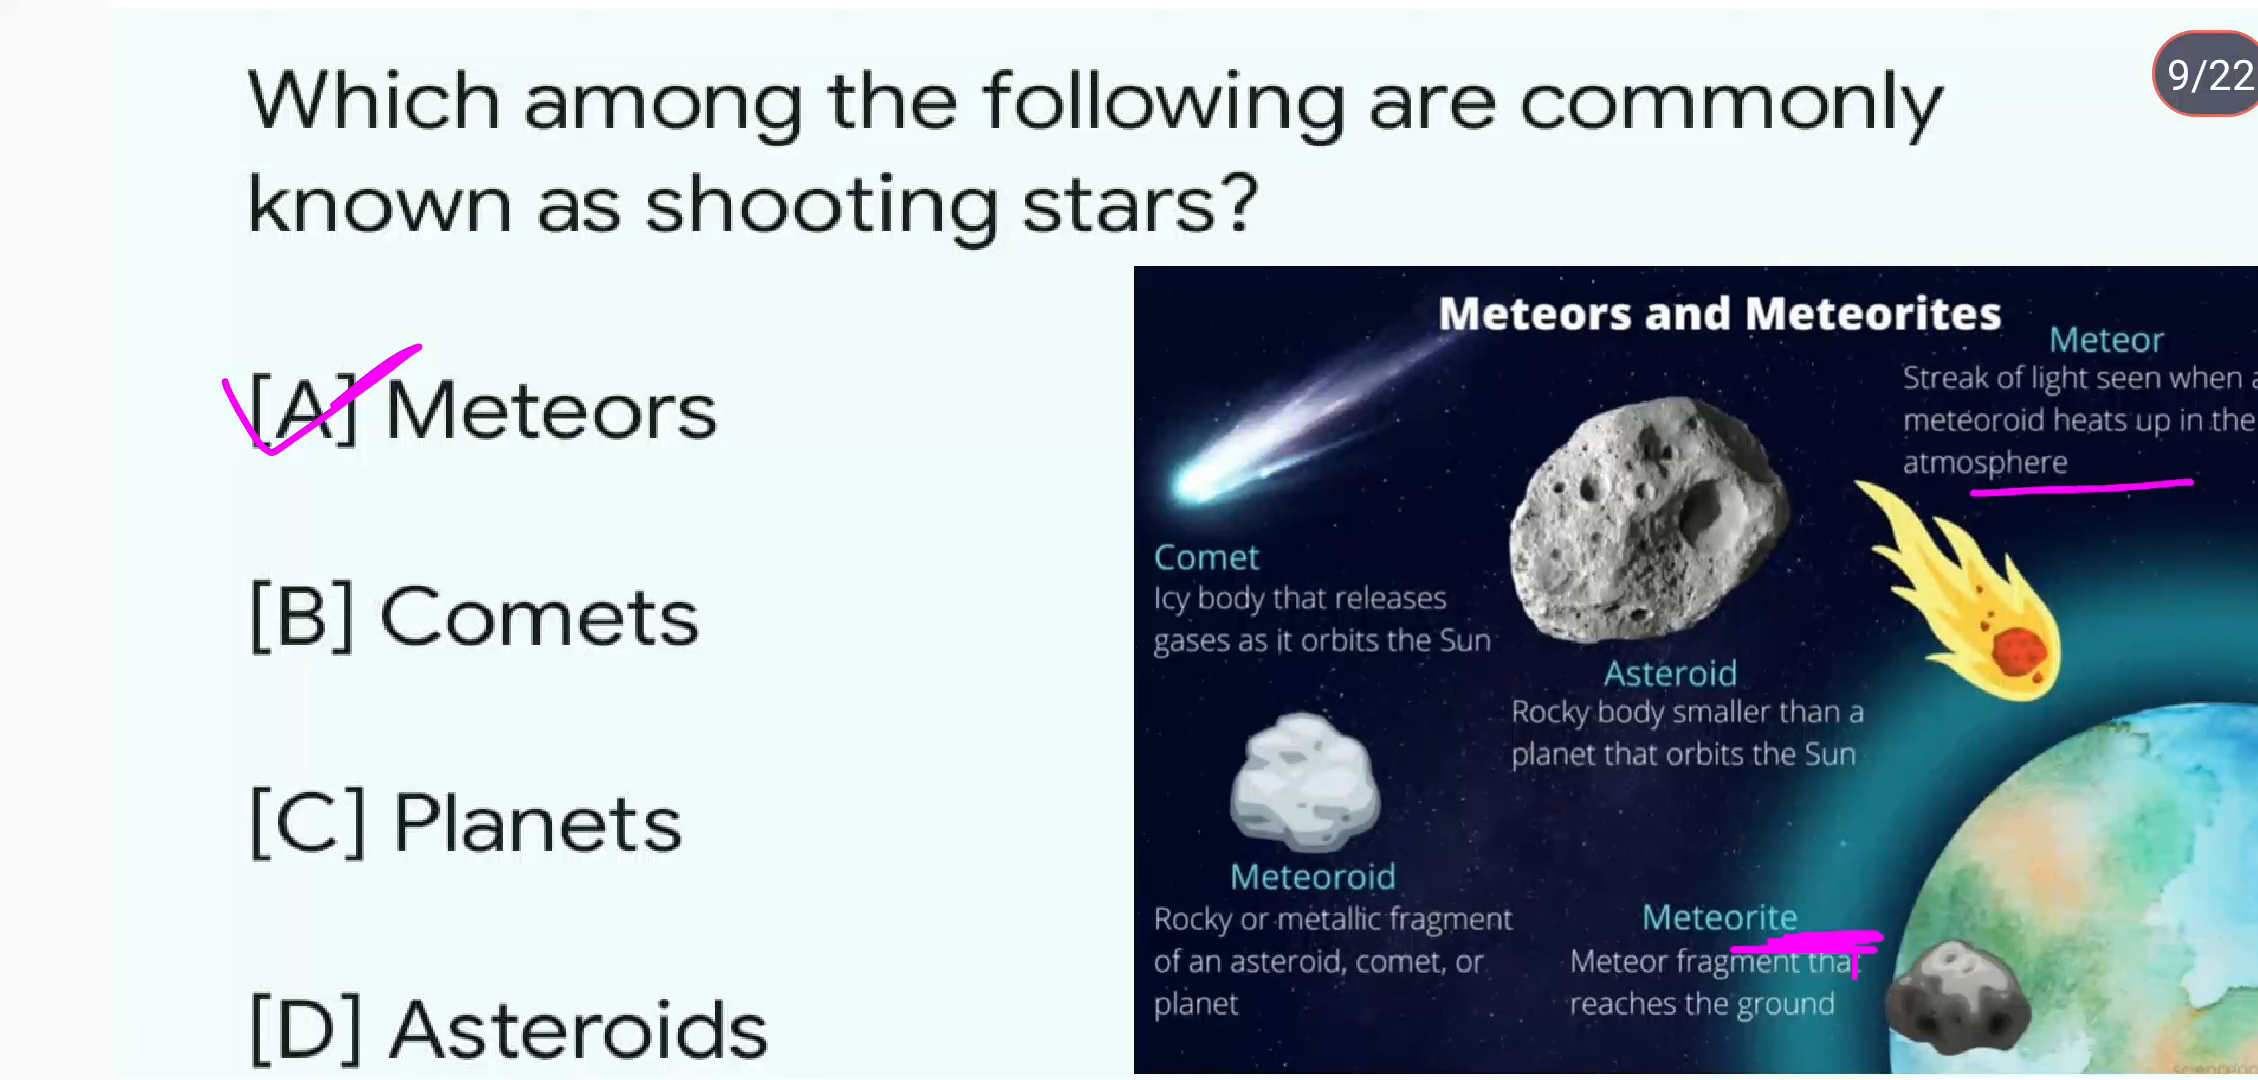 Which among the following are commonly
known as shooting stars?
9/22
[A] Meteors
[B] Comets
[C] Planets
[D] Asteroids
Meteors and Meteorites
Meteor
Streak of light seen when a
meteoroid heats up in the
atmosphere
Comet
Icy body that releases
gases as it orbits the Sun
Asteroid
Rocky body smaller than a
planet that orbits the Sun
Meteoroid
Rocky or metallic fragment
of an asteroid, comet, or
planet
Meteorite
Meteor fragment that
reaches the ground